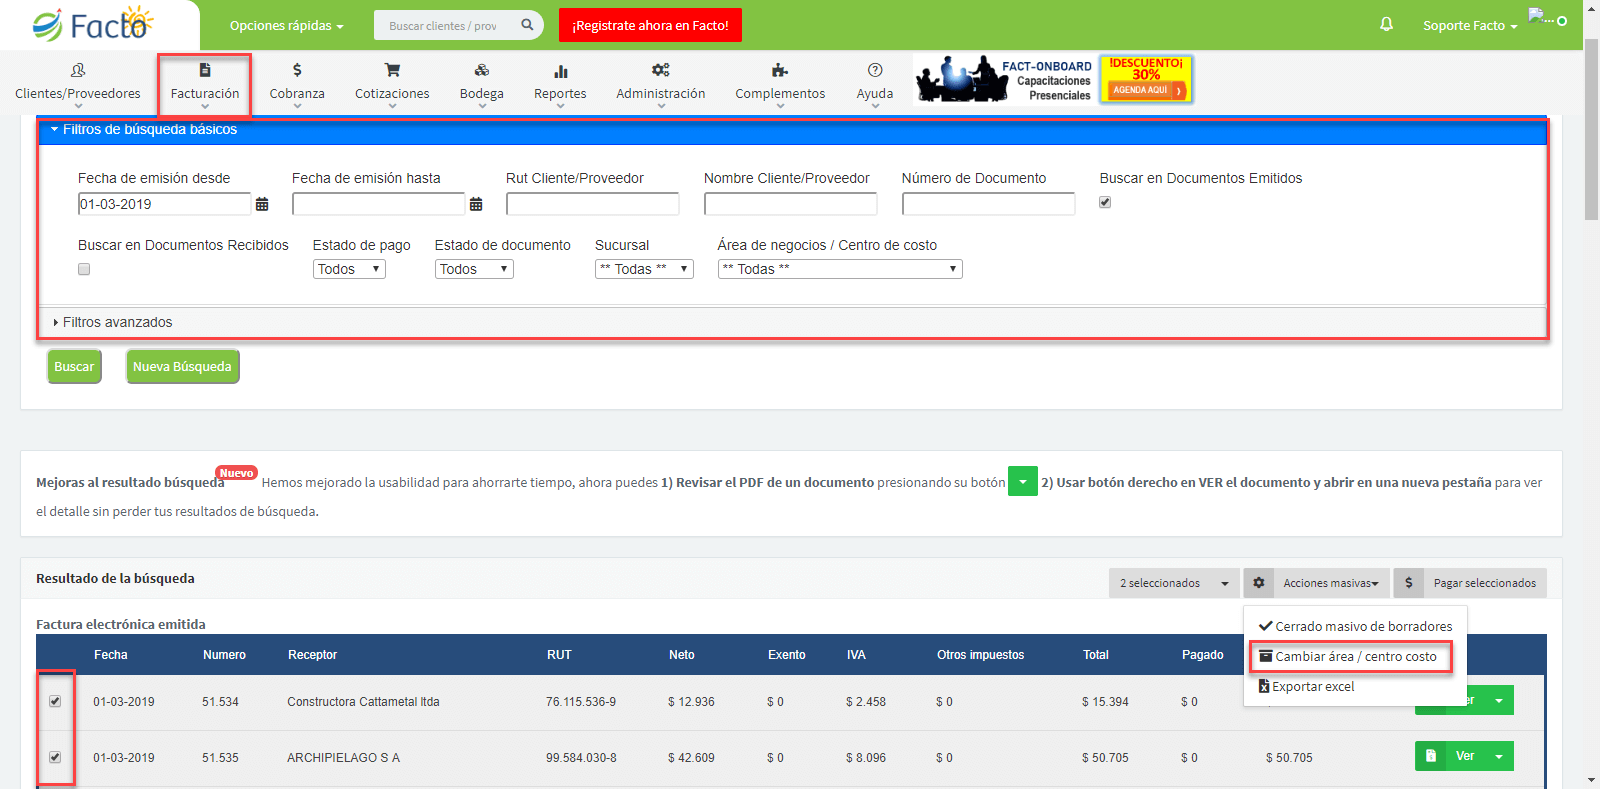 Facto
Opciones rápidas
Buscar clientes / prov
¡Registrate ahora en Facto!
Soporte Facto
...
Clientes/Proveedores
Facturación
Cobranza
Cotizaciones
Bodega
Reportes
Administración
Complementos
Ayuda
FACT-ONBOARD
Capacitaciones
Presenciales
!DESCUENTO¡
30%
AGENDA AQUI
Filtros de búsqueda básicos
Fecha de emisión desde
Fecha de emisión hasta
Rut Cliente/Proveedor
Nombre Cliente/Proveedor
Número de Documento
Buscar en Documentos Emitidos
01-03-2019
Buscar en Documentos Recibidos
Estado de pago
Estado de documento
Sucursal
Área de negocios / Centro de costo
Todos
Todos
** Todas **
** Todas **
Filtros avanzados
Buscar
Nueva Búsqueda
Mejoras al resultado búsqueda Nuevo Hemos mejorado la usabilidad para ahorrarte tiempo, ahora puedes 1) Revisar el PDF de un documento presionando su botón 2) Usar botón derecho en VER el documento y abrir en una nueva pestaña para ver
el detalle sin perder tus resultados de búsqueda.
Resultado de la búsqueda
2 seleccionados
Acciones masivas
$ Pagar seleccionados
Cerrado masivo de borradores
Cambiar área / centro costo
Exportar excel
Factura electrónica emitida
Fecha Numero Receptor RUT Neto Exento IVA Otros impuestos Total Pagado
01-03-2019 51.534 Constructora Cattametal ltda 76.115.536-9 $ 12.936 $ 0 $ 2.458 $ 0 $ 15.394 $ 0
01-03-2019 51.535 ARCHIPIELAGO S A 99.584.030-8 $ 42.609 $ 0 $ 8.096 $ 0 $ 50.705 $ 0 $ 50.705 Ver